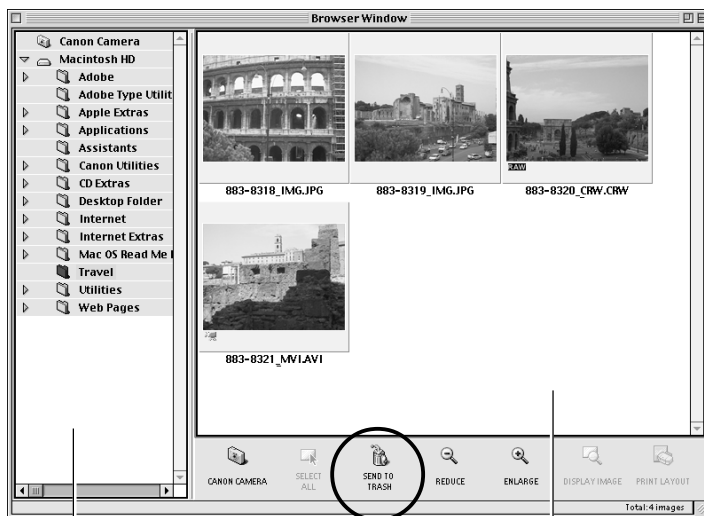 Browser Window
Canon Camera
Macintosh HD
Adobe
Adobe Type Utilit
Apple Extras
Applications
Assistants
Canon Utilities
CD Extras
Desktop Folder
Internet
Internet Extras
Mac OS Read Me
Travel
Utilities
Web Pages
883-8318_IMG.JPG
883-8319_IMG.JPG
RAW
883-8320_CRW.CRW
883-8321_MVI.AVI
CANON CAMERA
SELECT
ALL
SEND TO
TRASH
REDUCE
ENLARGE
DISPLAY IMAGE
PRINT LAYOUT
Total:4 images